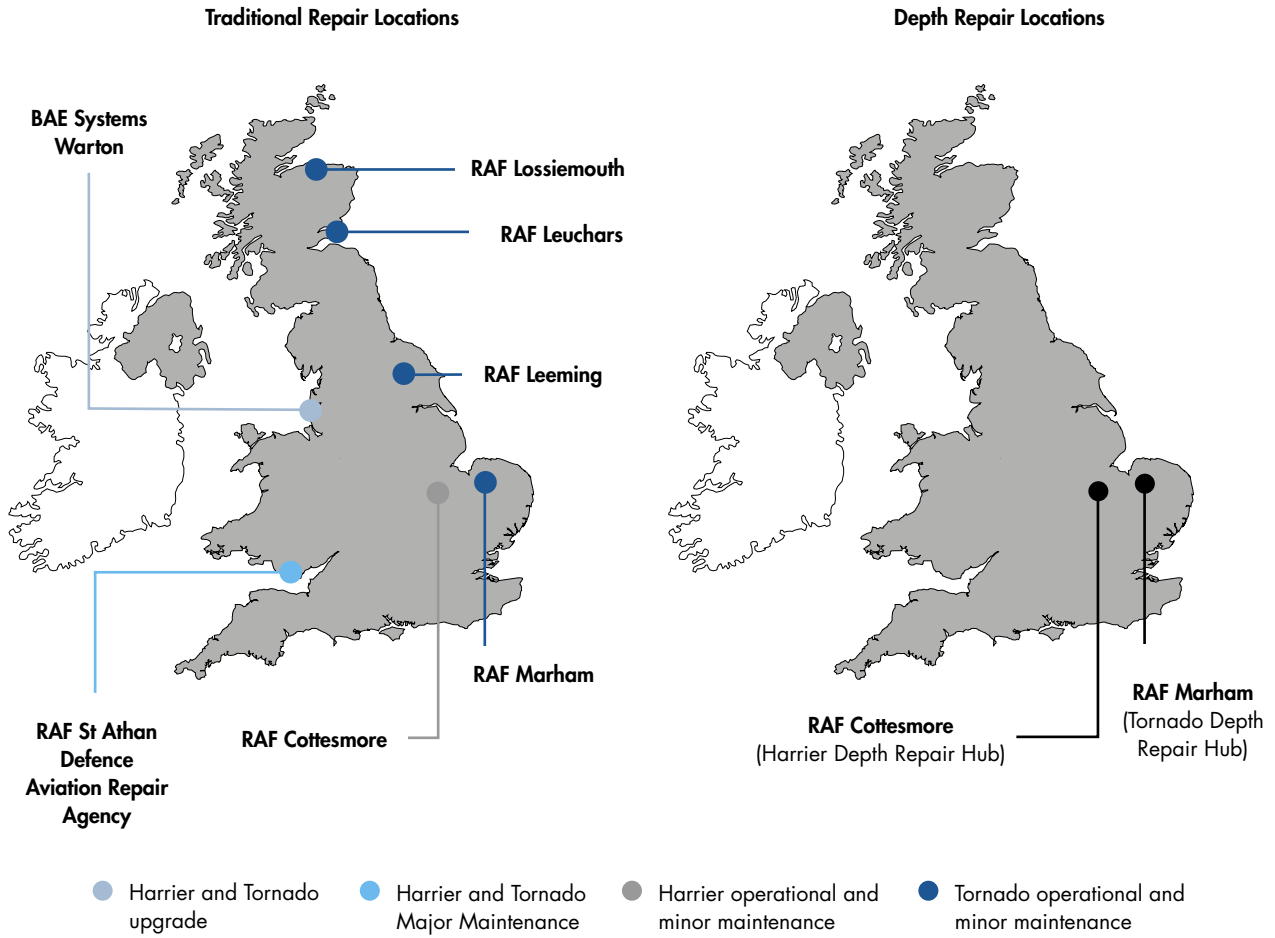 Traditional Repair Locations
Depth Repair Locations
BAE Systems
Warton
RAF Lossiemouth
RAF Leuchars
RAF Leeming
RAF Marham
RAF St Athan
Defence
Aviation Repair
Agency
RAF Cottesmore
RAF Cottesmore
(Harrier Depth Repair Hub)
RAF Marham
(Tornado Depth
Repair Hub)
Harrier and Tornado
upgrade
Harrier and Tornado
Major Maintenance
Harrier operational and
minor maintenance
Tornado operational and
minor maintenance